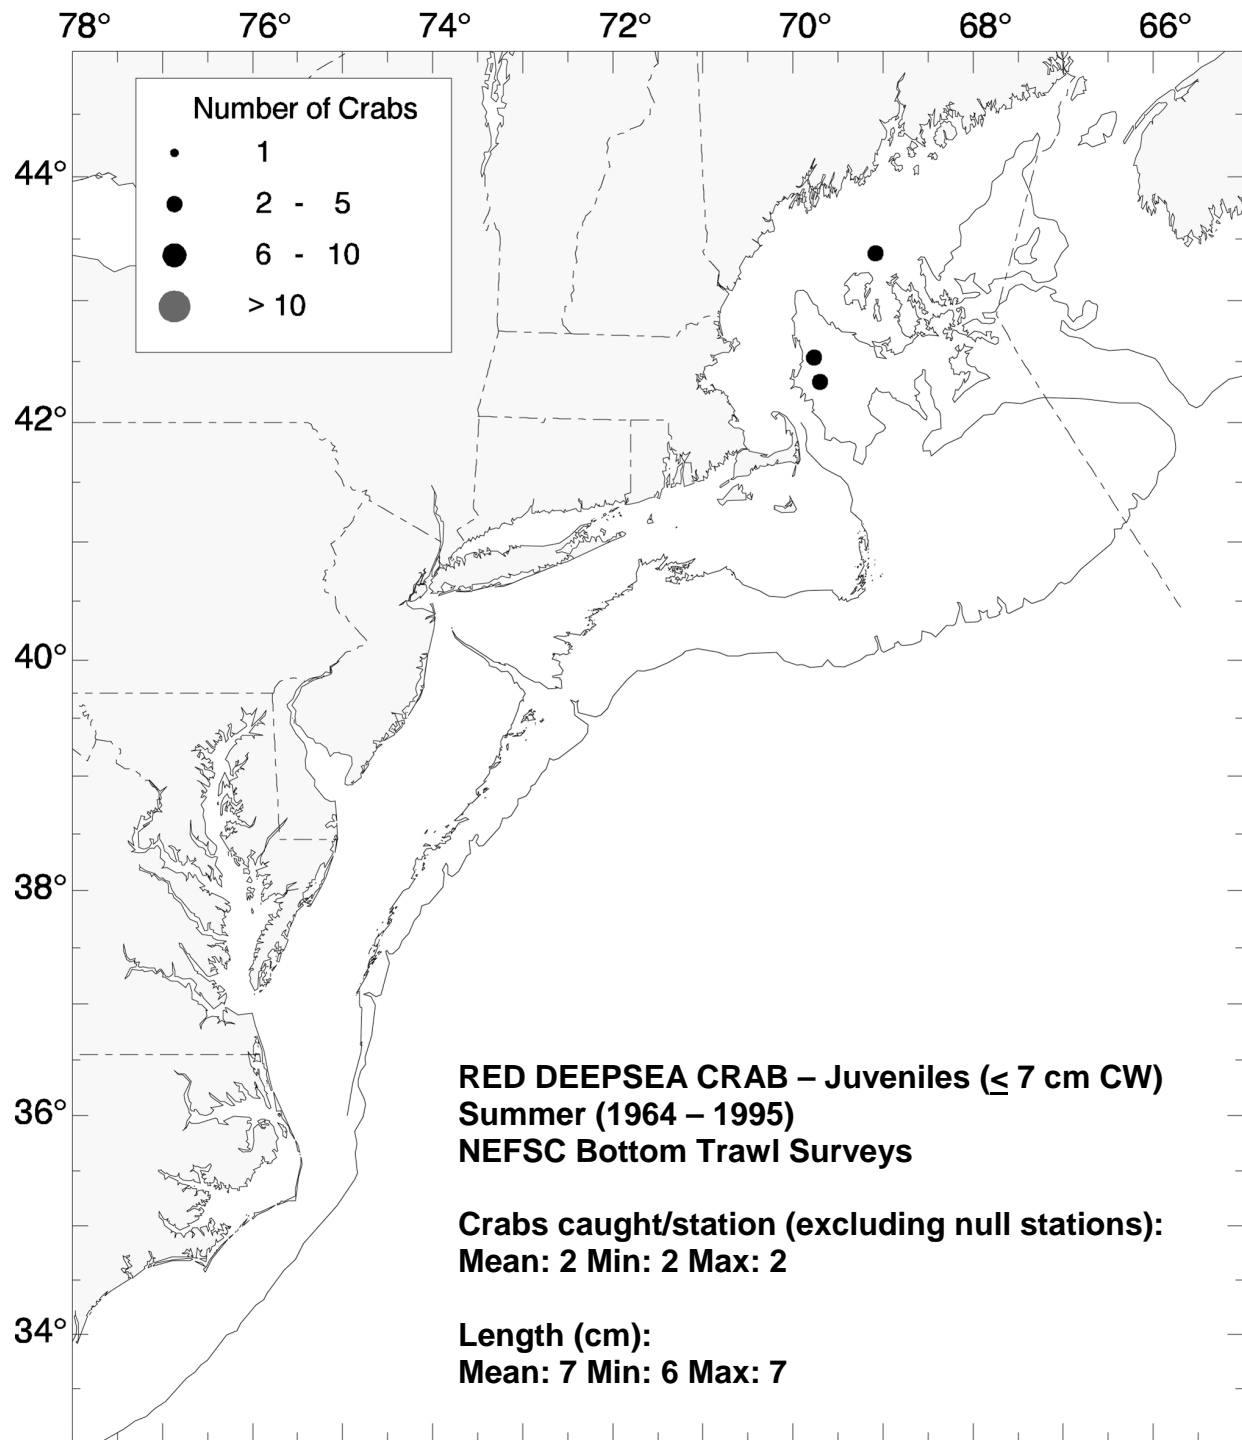 78° 76° 74° 72° 70° 68° 66°
Number of Crabs
1
2 - 5
6 - 10
> 10
44°
42°
40°
38°
36°
34°
RED DEEPSEA CRAB – Juveniles (≤ 7 cm CW)
Summer (1964 – 1995)
NEFSC Bottom Trawl Surveys
Crabs caught/station (excluding null stations):
Mean: 2 Min: 2 Max: 2
Length (cm):
Mean: 7 Min: 6 Max: 7